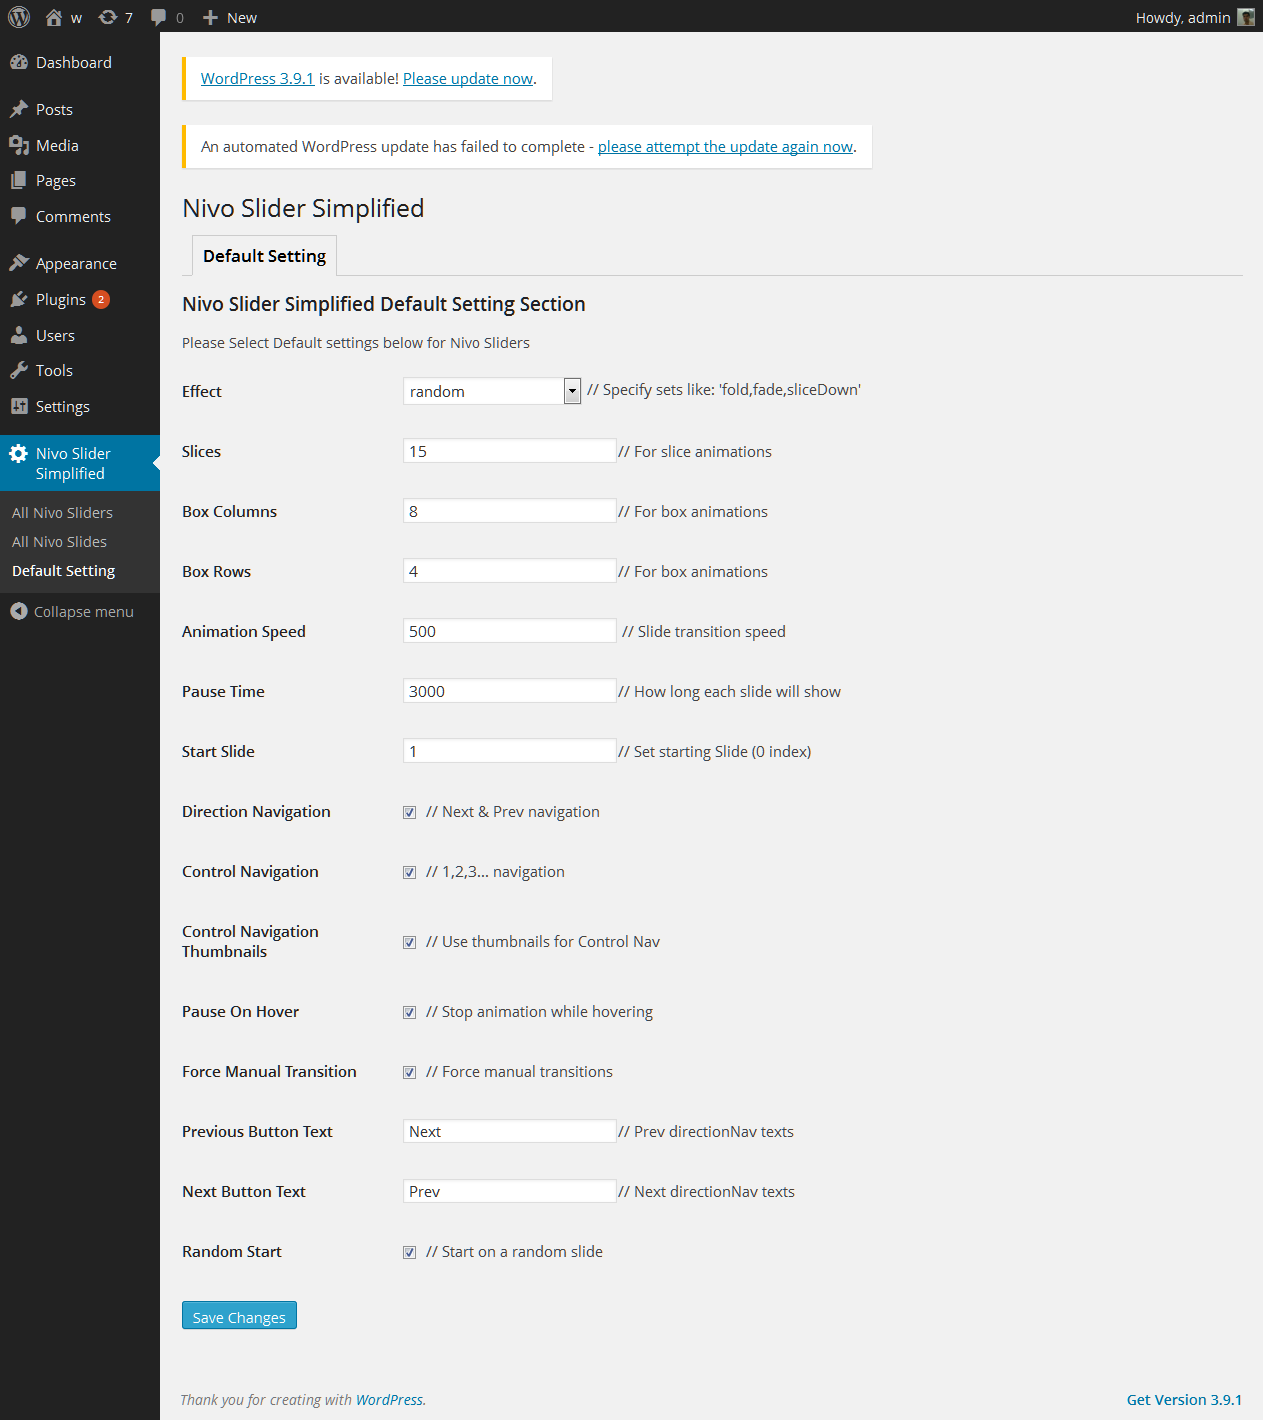 w 7 0 New Howdy, admin
Dashboard
Posts
Media
Pages
Comments
Appearance
Plugins 2
Users
Tools
Settings
Nivo Slider
Simplified
All Nivo Sliders
All Nivo Slides
Default Setting
Collapse menu
WordPress 3.9.1 is available! Please update now.
An automated WordPress update has failed to complete - please attempt the update again now.
Nivo Slider Simplified
Default Setting
Nivo Slider Simplified Default Setting Section
Please Select Default settings below for Nivo Sliders
Effect random // Specify sets like: 'fold,fade,sliceDown'
Slices 15 // For slice animations
Box Columns 8 // For box animations
Box Rows 4 // For box animations
Animation Speed 500 // Slide transition speed
Pause Time 3000 // How long each slide will show
Start Slide 1 // Set starting Slide (0 index)
Direction Navigation // Next & Prev navigation
Control Navigation // 1,2,3... navigation
Control Navigation
Thumbnails // Use thumbnails for Control Nav
Pause On Hover // Stop animation while hovering
Force Manual Transition // Force manual transitions
Previous Button Text Next // Prev directionNav texts
Next Button Text Prev // Next directionNav texts
Random Start // Start on a random slide
Save Changes
Thank you for creating with WordPress. Get Version 3.9.1